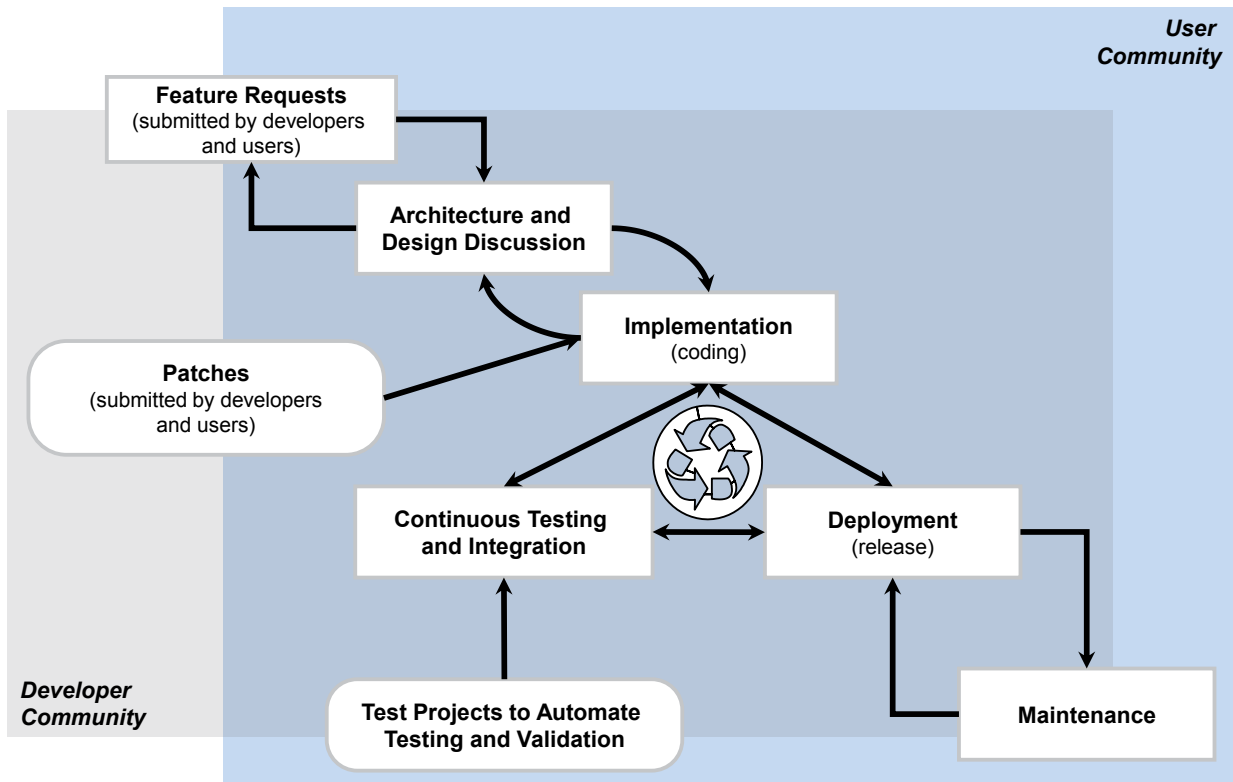 User
Community
Feature Requests
(submitted by developers
and users)
Architecture and
Design Discussion
Implementation
(coding)
Patches
(submitted by developers
and users)
Continuous Testing
and Integration
Deployment
(release)
Developer
Community
Test Projects to Automate
Testing and Validation
Maintenance